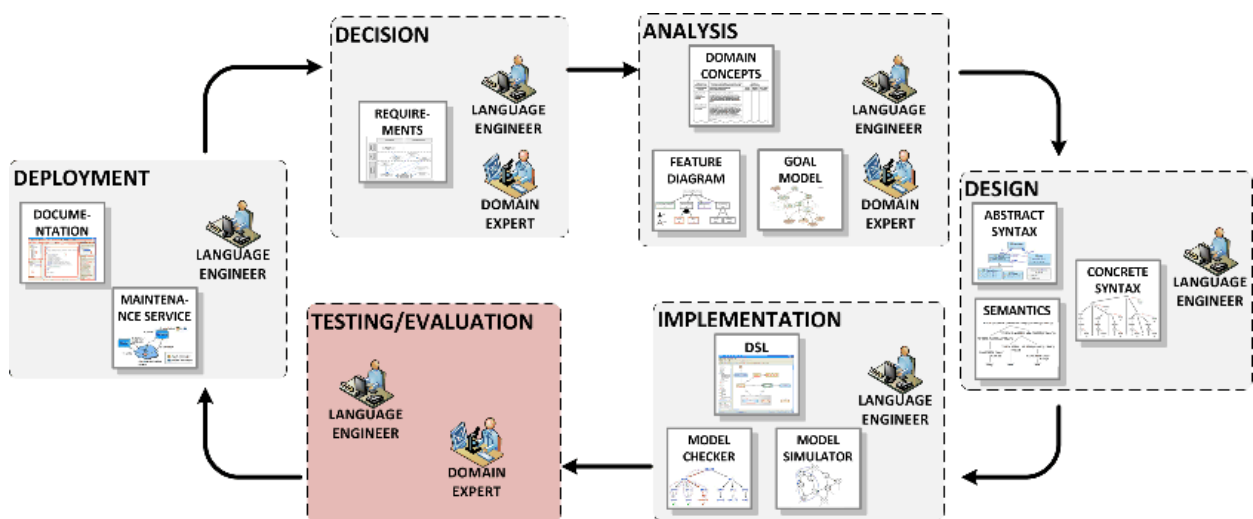 DECISION
REQUIRE-
MENTS
LANGUAGE
ENGINEER
DOMAIN
EXPERT
ANALYSIS
DOMAIN
CONCEPTS
LANGUAGE
ENGINEER
FEATURE
DIAGRAM
GOAL
MODEL
DOMAIN
EXPERT
DESIGN
ABSTRACT
SYNTAX
CONCRETE
SYNTAX
SEMANTICS
LANGUAGE
ENGINEER
IMPLEMENTATION
DSL
LANGUAGE
ENGINEER
MODEL
CHECKER
MODEL
SIMULATOR
TESTING/EVALUATION
LANGUAGE
ENGINEER
DOMAIN
EXPERT
DEPLOYMENT
DOCUME-
NTATION
LANGUAGE
ENGINEER
MAINTENA-
NCE SERVICE